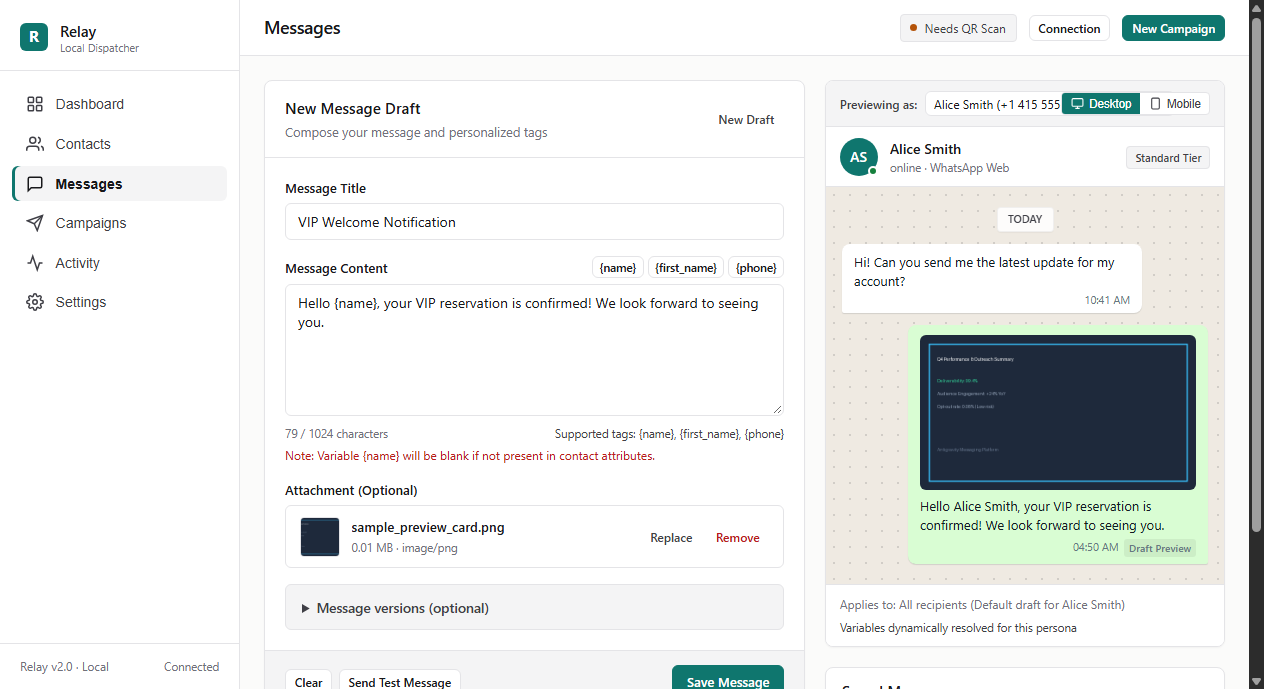 R
Relay
Local Dispatcher
Dashboard
Contacts
Messages
Campaigns
Activity
Settings
Relay v2.0 · Local
Connected
Messages
Needs QR Scan
Connection
New Campaign
New Message Draft
Compose your message and personalized tags
New Draft
Message Title
VIP Welcome Notification
Message Content
{name}
{first_name}
{phone}
Hello {name}, your VIP reservation is confirmed! We look forward to seeing
you.
79 / 1024 characters
Supported tags: {name}, {first_name}, {phone}
Note: Variable {name} will be blank if not present in contact attributes.
Attachment (Optional)
sample_preview_card.png
0.01 MB · image/png
Replace
Remove
Message versions (optional)
Clear
Send Test Message
Save Message
Previewing as:
Alice Smith (+1 415 555
Desktop
Mobile
AS
Alice Smith
online · WhatsApp Web
Standard Tier
TODAY
Hi! Can you send me the latest update for my
account?
10:41 AM
Q4 Performance & Outreach Summary
Hello Alice Smith, your VIP reservation is
confirmed! We look forward to seeing you.
04:50 AM
Draft Preview
Applies to: All recipients (Default draft for Alice Smith)
Variables dynamically resolved for this persona